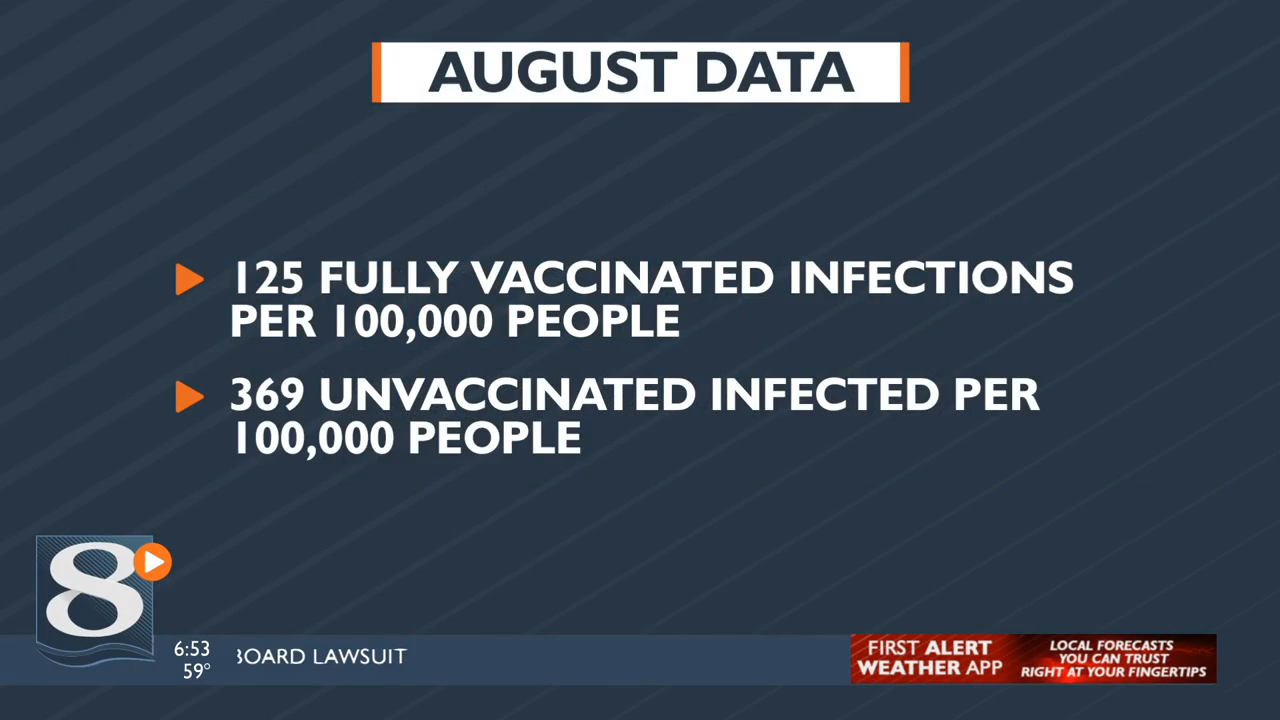 AUGUST DATA
125 FULLY VACCINATED INFECTIONS
PER 100,000 PEOPLE
369 UNVACCINATED INFECTED PER
100,000 PEOPLE
8
6:53
59°
BOARD LAWSUIT
FIRST ALERT
WEATHER APP
LOCAL FORECASTS
YOU CAN TRUST
RIGHT AT YOUR FINGERTIPS